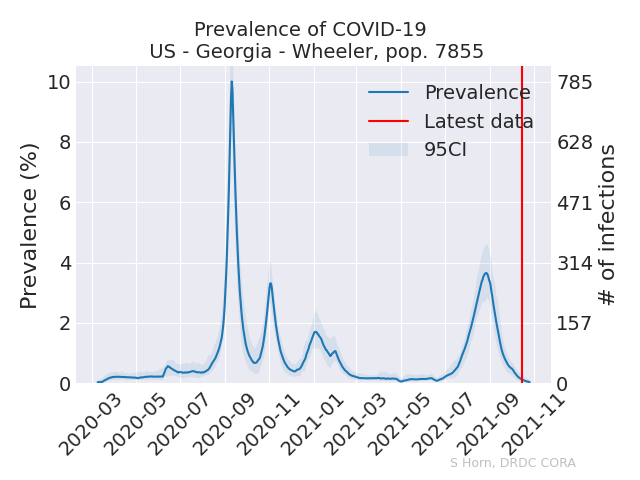 Prevalence of COVID-19
US - Georgia - Wheeler, pop. 7855
Prevalence (%)
10
8
6
4
2
0
Prevalence
Latest data
95CI
785
628
471
314
157
0
# of infections
2020-03
2020-05
2020-07
2020-09
2020-11
2021-01
2021-03
2021-05
2021-07
2021-09
2021-11
S Horn, DRDC CORA